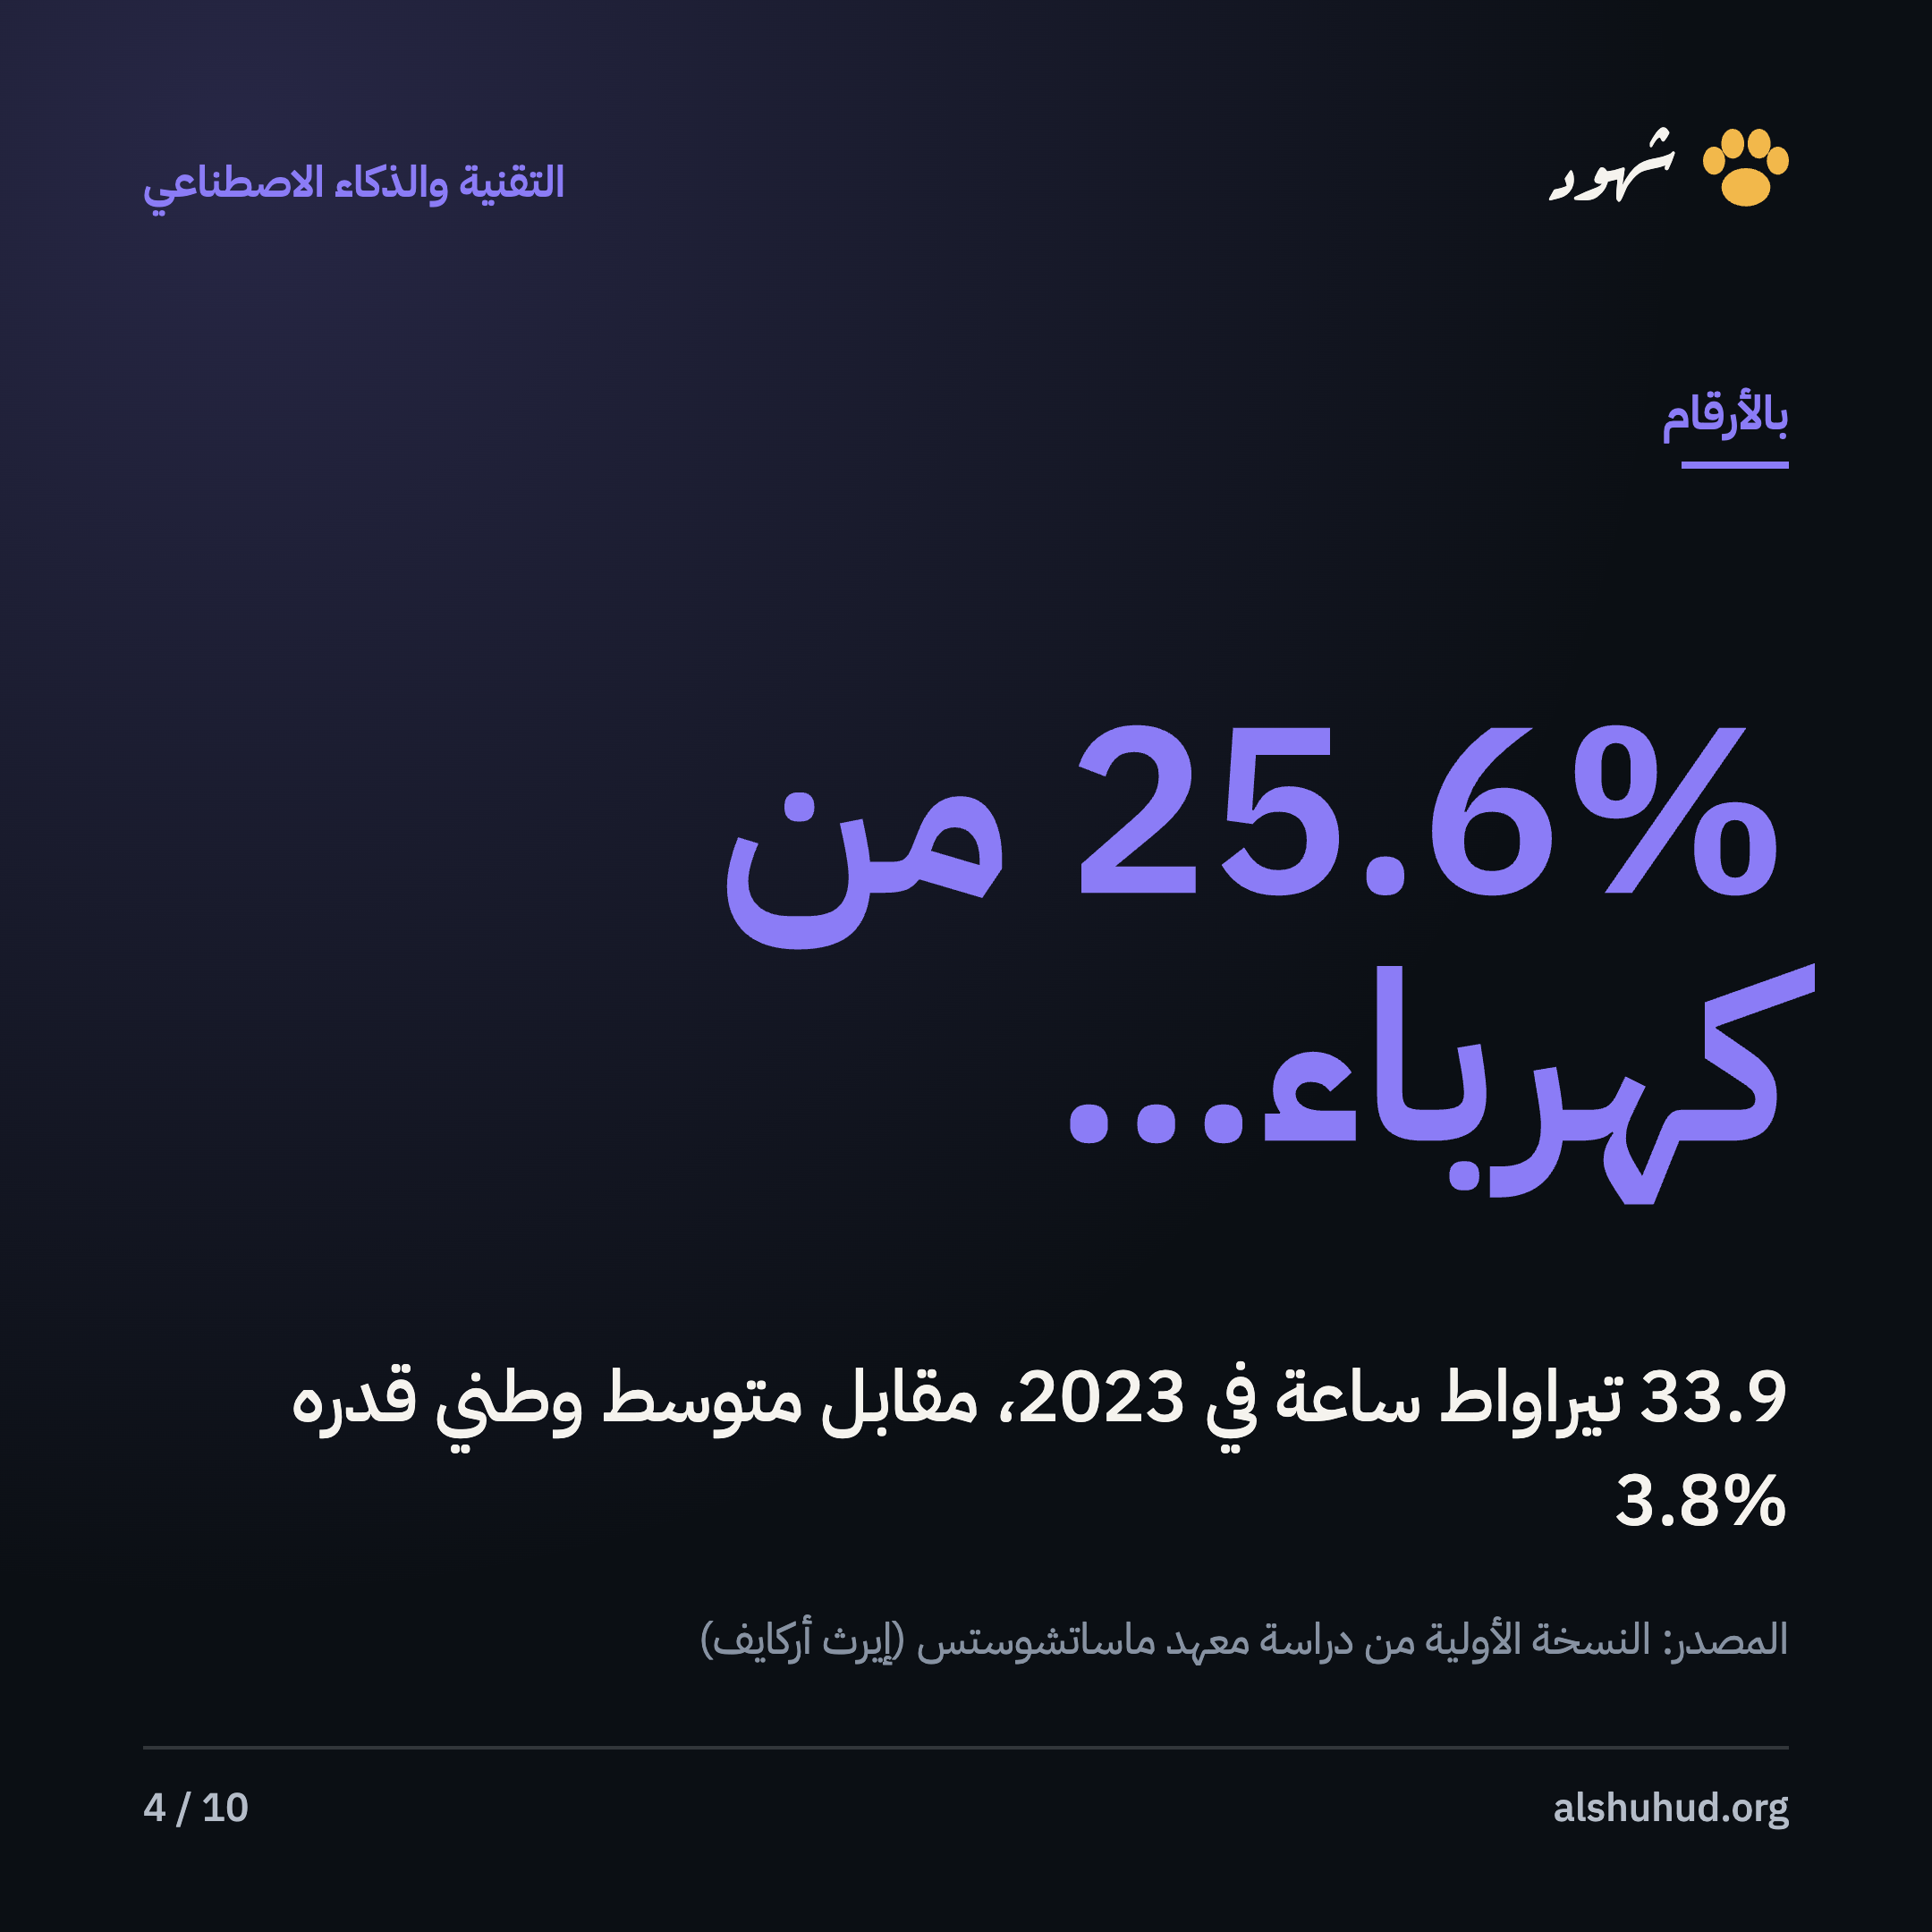 شهود
التقنية والذكاء الاصطناعي
بالأرقام
25.6% من
كهرباء...
33.9 تيراواط ساعة في 2023، مقابل متوسط وطني قدره
3.8%
المصدر: النسخة الأولية من دراسة معهد ماساتشوستس (إيرث أركايف)
alshuhud.org
4 / 10